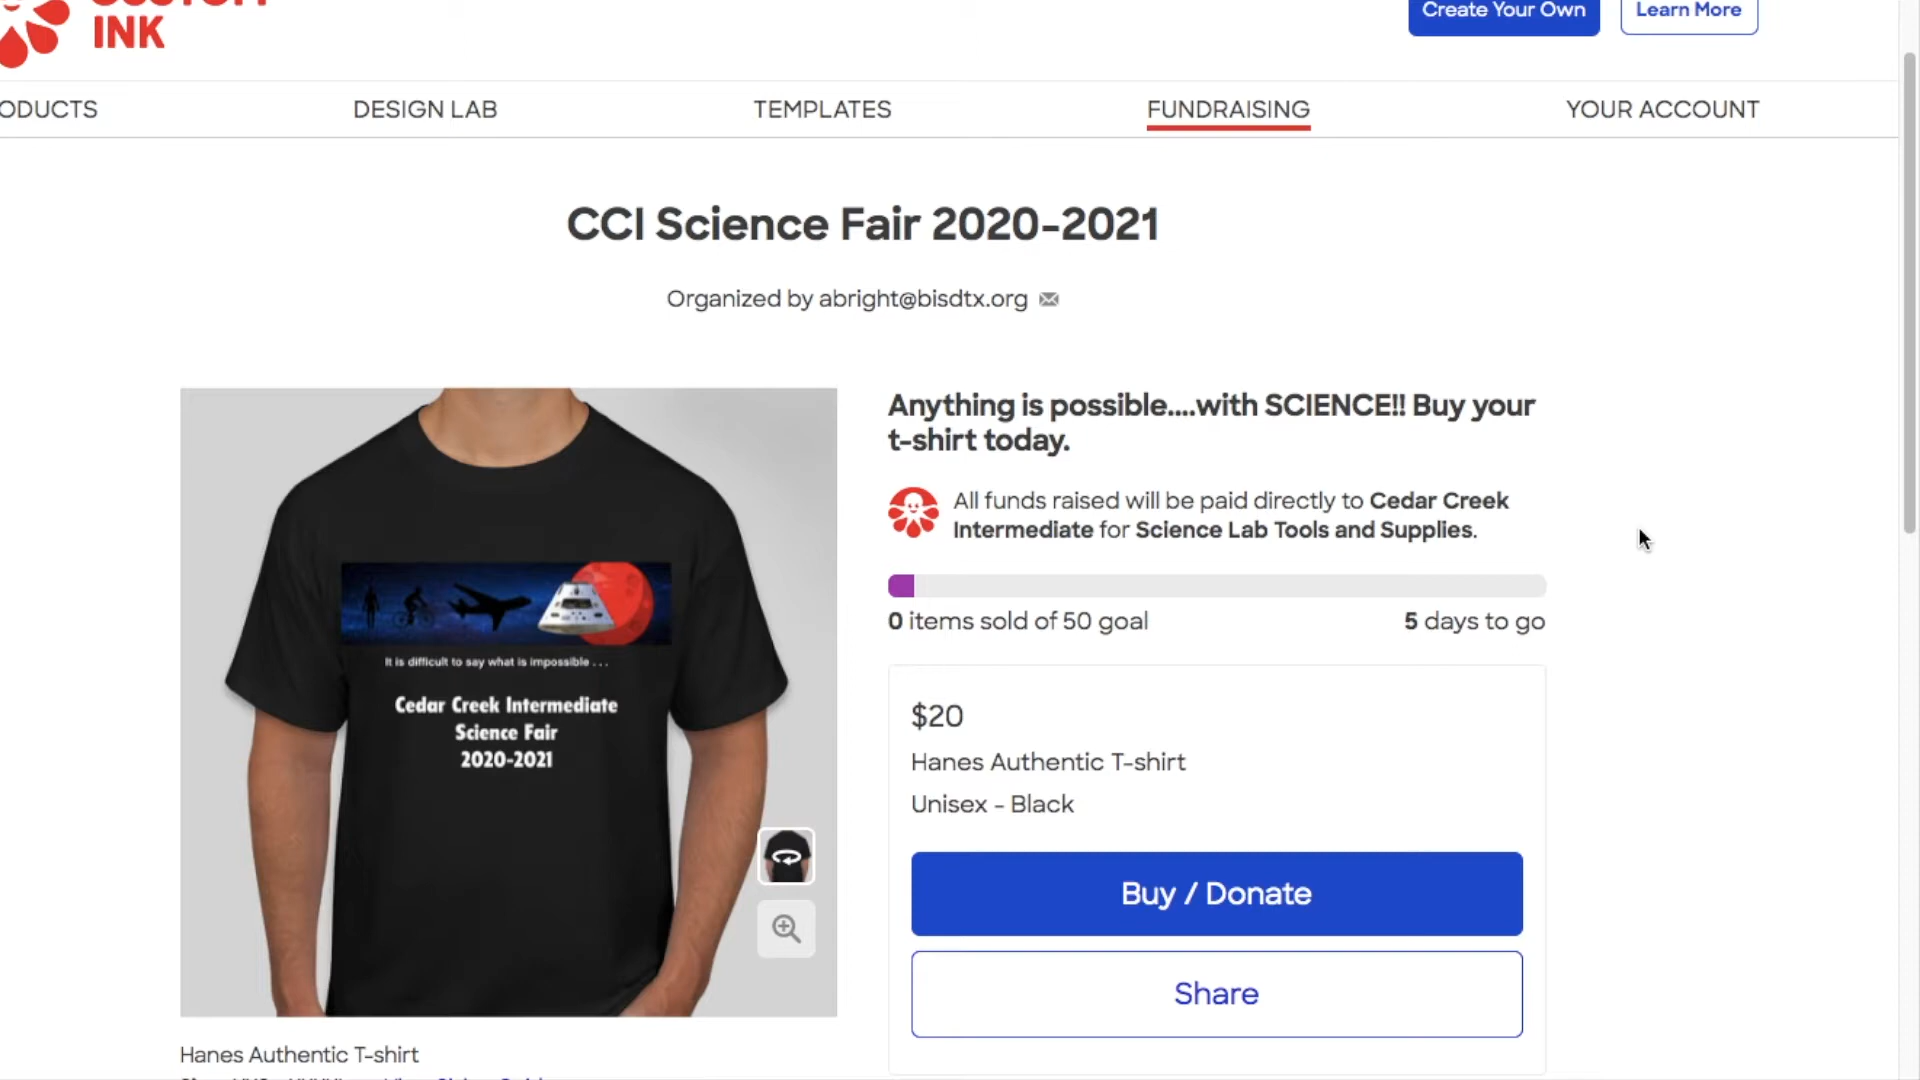 INK
Create Your Own
Learn More
DESIGN LAB
TEMPLATES
FUNDRAISING
YOUR ACCOUNT
CCI Science Fair 2020-2021
Organized by abright@bisdtx.org
Anything is possible....with SCIENCE!! Buy your
t-shirt today.
All funds raised will be paid directly to Cedar Creek
Intermediate for Science Lab Tools and Supplies.
0 items sold of 50 goal
5 days to go
It is difficult to say what is impossible . . .
Cedar Creek Intermediate
Science Fair
2020-2021
$20
Hanes Authentic T-shirt
Unisex - Black
Buy / Donate
Share
Hanes Authentic T-shirt